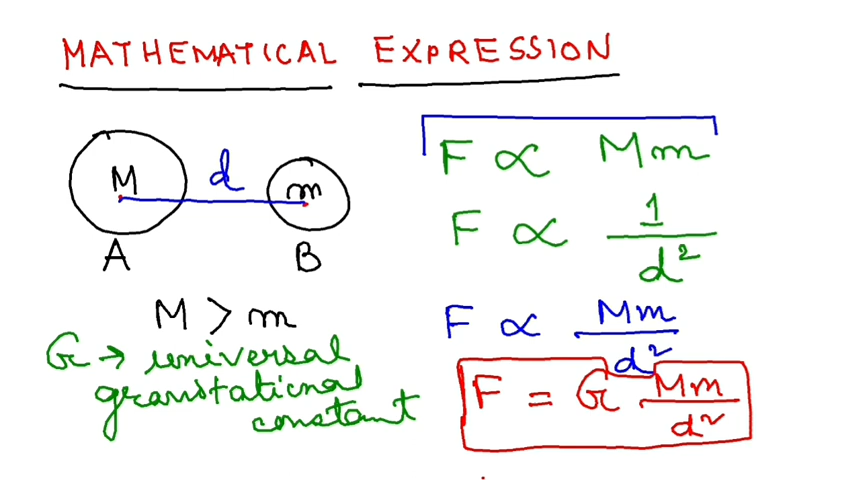 MATHEMATICAL EXPRESSION
M d m
A B
M > m
G → universal
gravitational
constant
F ∝ Mm
F ∝ 1/d²
F ∝ Mm/d²
F = G Mm/d²